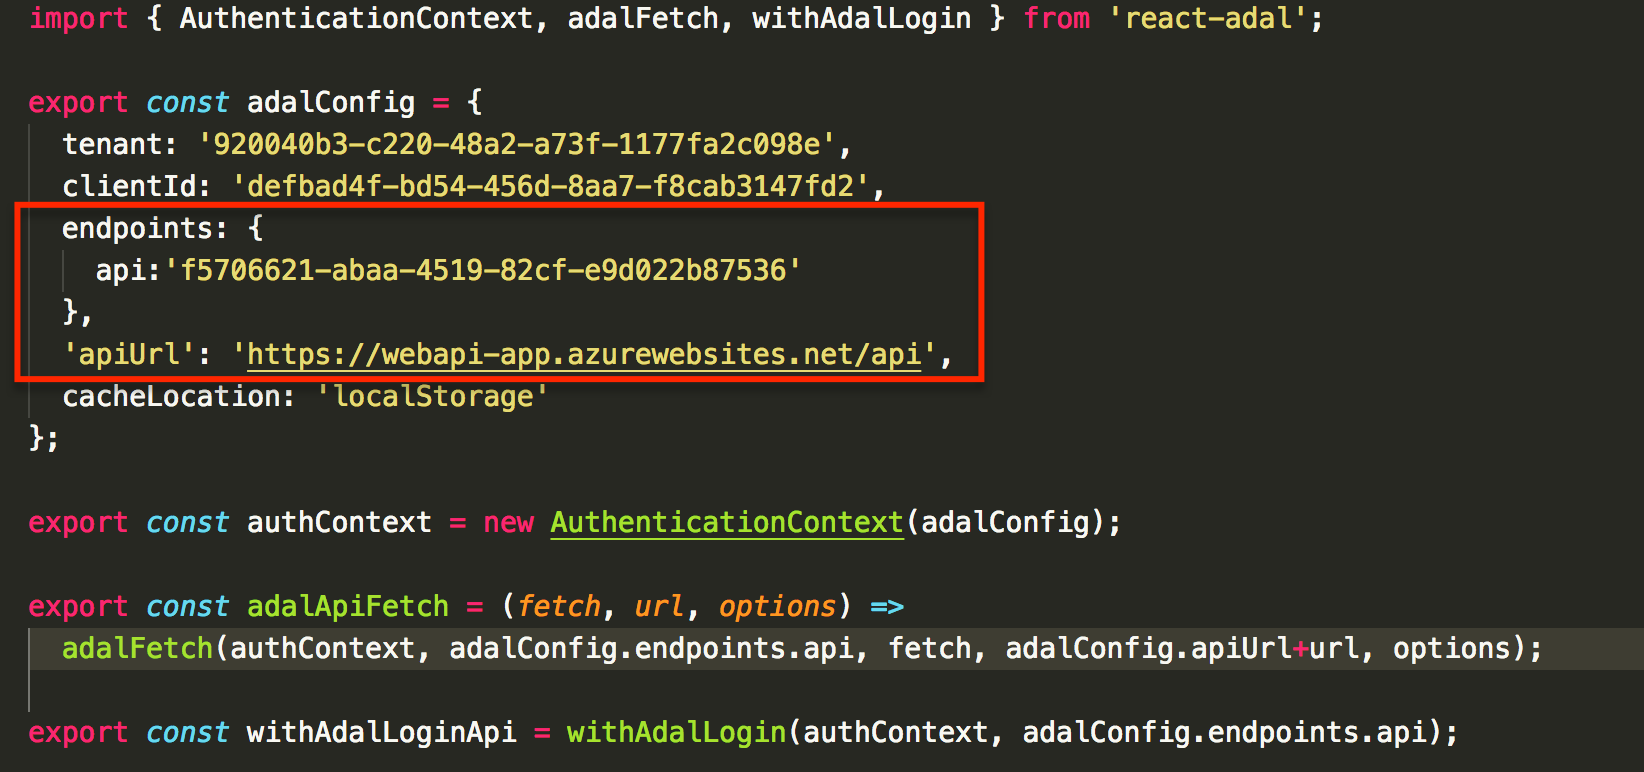 import { AuthenticationContext, adalFetch, withAdalLogin } from 'react-adal';
export const adalConfig = {
tenant: '920040b3-c220-48a2-a73f-1177fa2c098e',
clientId: 'defbad4f-bd54-456d-8aa7-f8cab3147fd2',
endpoints: {
api:'f5706621-abaa-4519-82cf-e9d022b87536'
},
'apiUrl': 'https://webapi-app.azurewebsites.net/api',
cacheLocation: 'localStorage'
};
export const authContext = new AuthenticationContext(adalConfig);
export const adalApiFetch = (fetch, url, options) =>
adalFetch(authContext, adalConfig.endpoints.api, fetch, adalConfig.apiUrl+url, options);
export const withAdalLoginApi = withAdalLogin(authContext, adalConfig.endpoints.api);